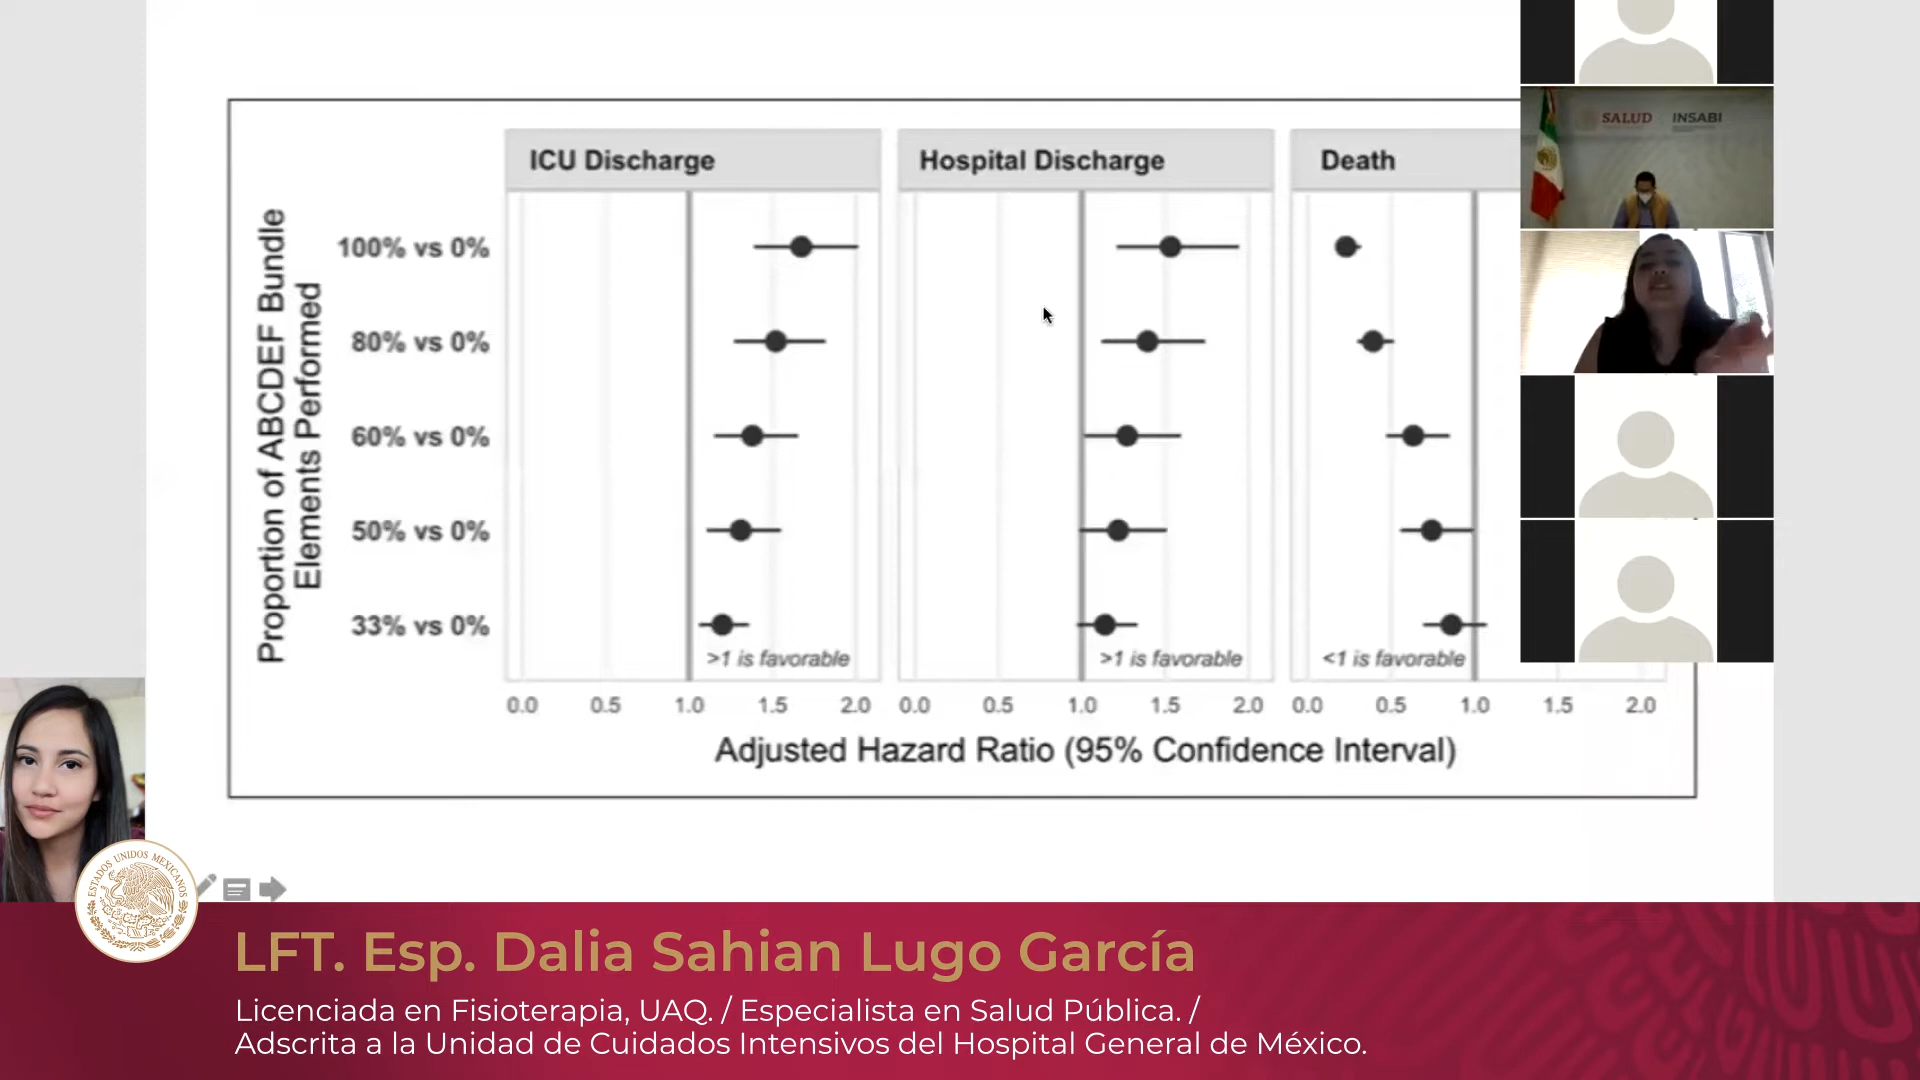 ICU Discharge
Hospital Discharge
Death
Proportion of ABCDEF Bundle
Elements Performed
100% vs 0%
80% vs 0%
60% vs 0%
50% vs 0%
33% vs 0%
>1 is favorable
>1 is favorable
<1 is favorable
0.0 0.5 1.0 1.5 2.0
0.0 0.5 1.0 1.5 2.0
0.0 0.5 1.0 1.5 2.0
Adjusted Hazard Ratio (95% Confidence Interval)
SALUD INSABI
ESTADOS UNIDOS MEXICANOS
LFT. Esp. Dalia Sahian Lugo García
Licenciada en Fisioterapia, UAQ. / Especialista en Salud Pública. /
Adscrita a la Unidad de Cuidados Intensivos del Hospital General de México.